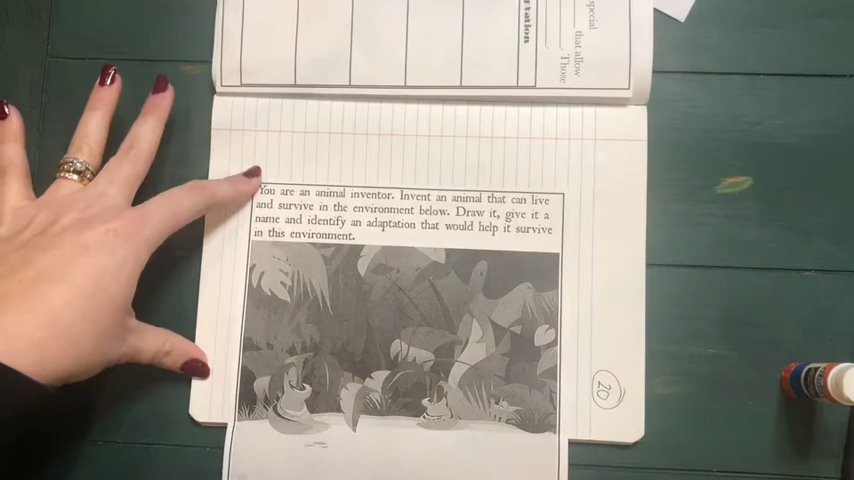 special
that allow
Those
ptation
You are an animal inventor. Invent an animal that can live
and survive in the environment below. Draw it, give it a
name and identify an adaptation that would help it survive
in this environment.
20